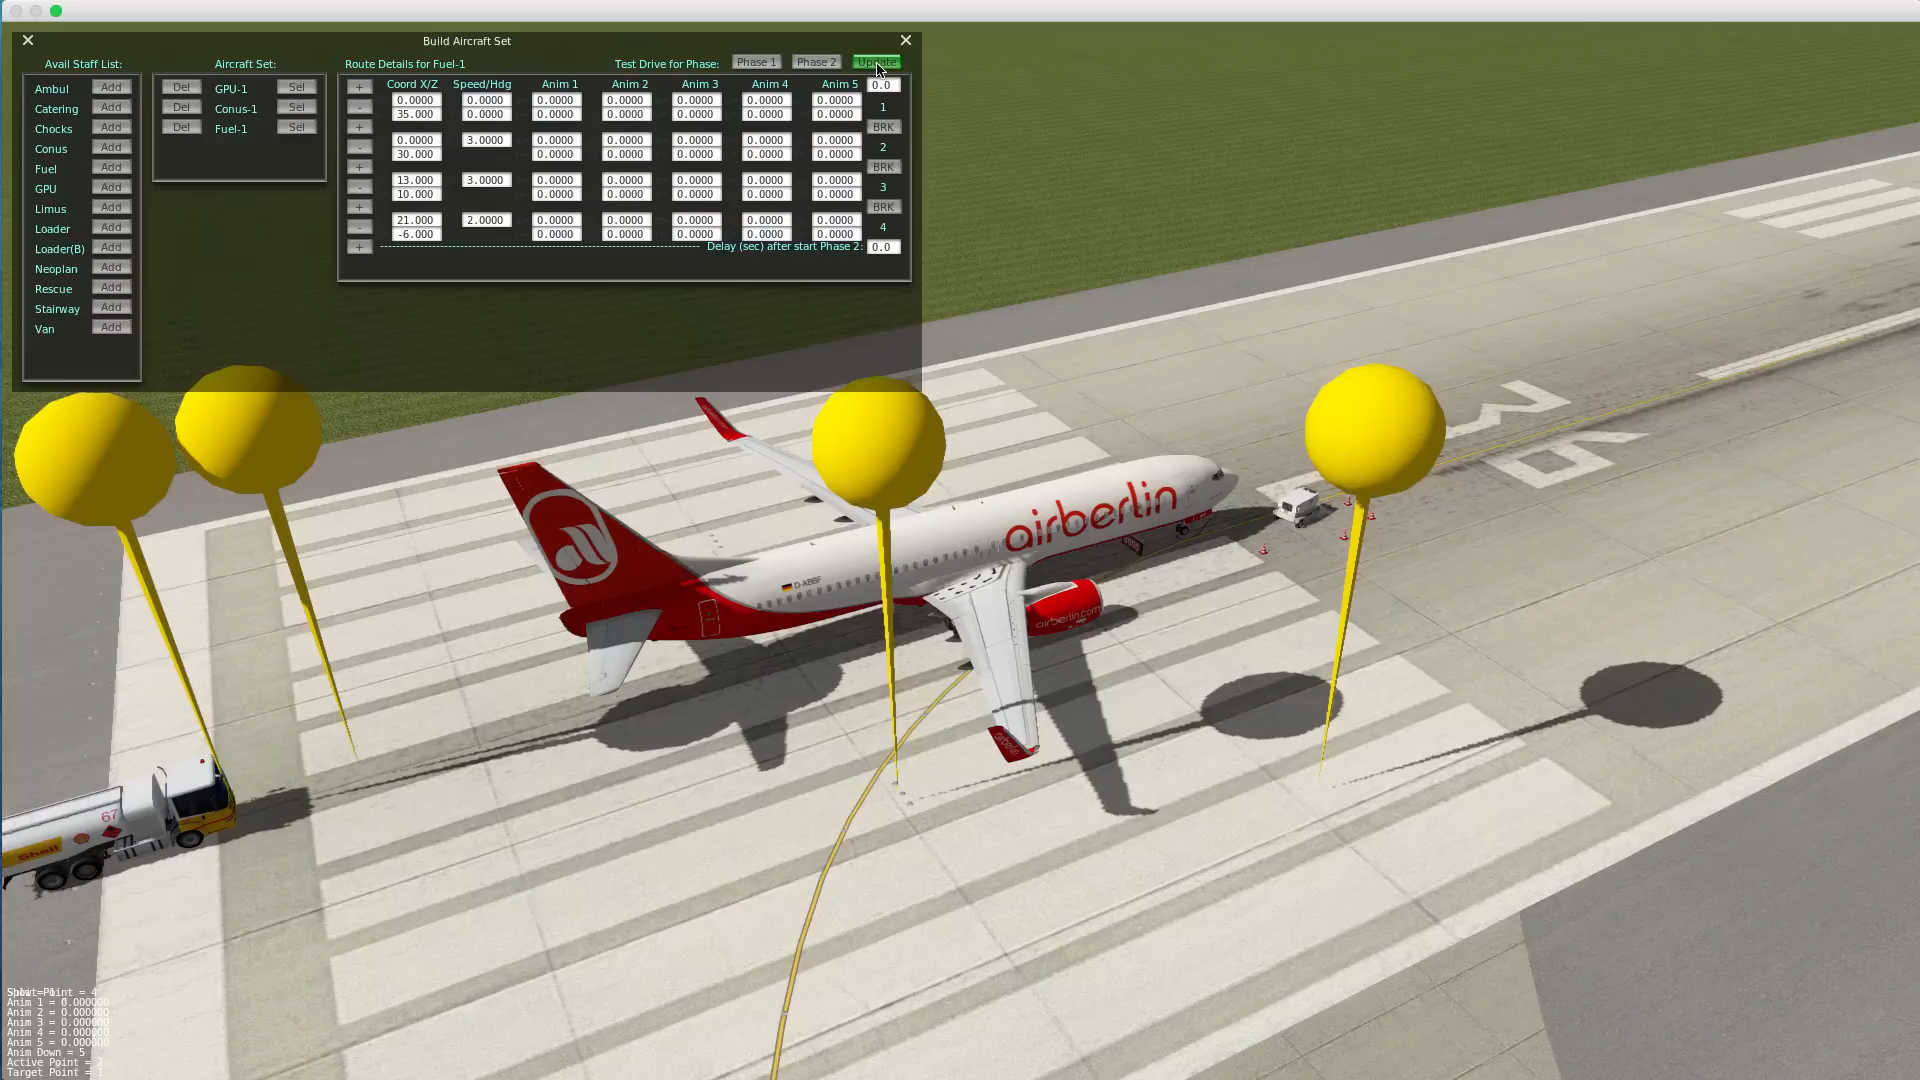 Build Aircraft Set
Avail Staff List:
Ambul Add
Catering Add
Chocks Add
Conus Add
Fuel Add
GPU Add
Limus Add
Loader Add
Loader(B) Add
Neoplan Add
Rescue Add
Stairway Add
Van Add
Aircraft Set:
Del GPU-1 Sel
Del Conus-1 Sel
Del Fuel-1 Sel
Route Details for Fuel-1 Test Drive for Phase: Phase 1 Phase 2 Update
+ Coord X/Z Speed/Hdg Anim 1 Anim 2 Anim 3 Anim 4 Anim 5 0.0
0.0000 0.0000 0.0000 0.0000 0.0000 0.0000 0.0000
- 35.000 0.0000 0.0000 0.0000 0.0000 0.0000 0.0000 1
+ BRK
0.0000 3.0000 0.0000 0.0000 0.0000 0.0000 0.0000
- 30.000 0.0000 0.0000 0.0000 0.0000 0.0000 2
+ BRK
13.000 3.0000 0.0000 0.0000 0.0000 0.0000 0.0000
- 10.000 0.0000 0.0000 0.0000 0.0000 0.0000 3
+ BRK
21.000 2.0000 0.0000 0.0000 0.0000 0.0000 0.0000
- -6.000 0.0000 0.0000 0.0000 0.0000 0.0000 4
+ Delay (sec) after start Phase 2: 0.0
airberlin
D-ABBF
airberlin.com
airberlin
67
Shell
Point = 4
Anim 1 = 0.000000
Anim 2 = 0.000000
Anim 3 = 0.000000
Anim 4 = 0.000000
Anim 5 = 0.000000
Anim Down = 5
Active Point = 2
Target Point = 1